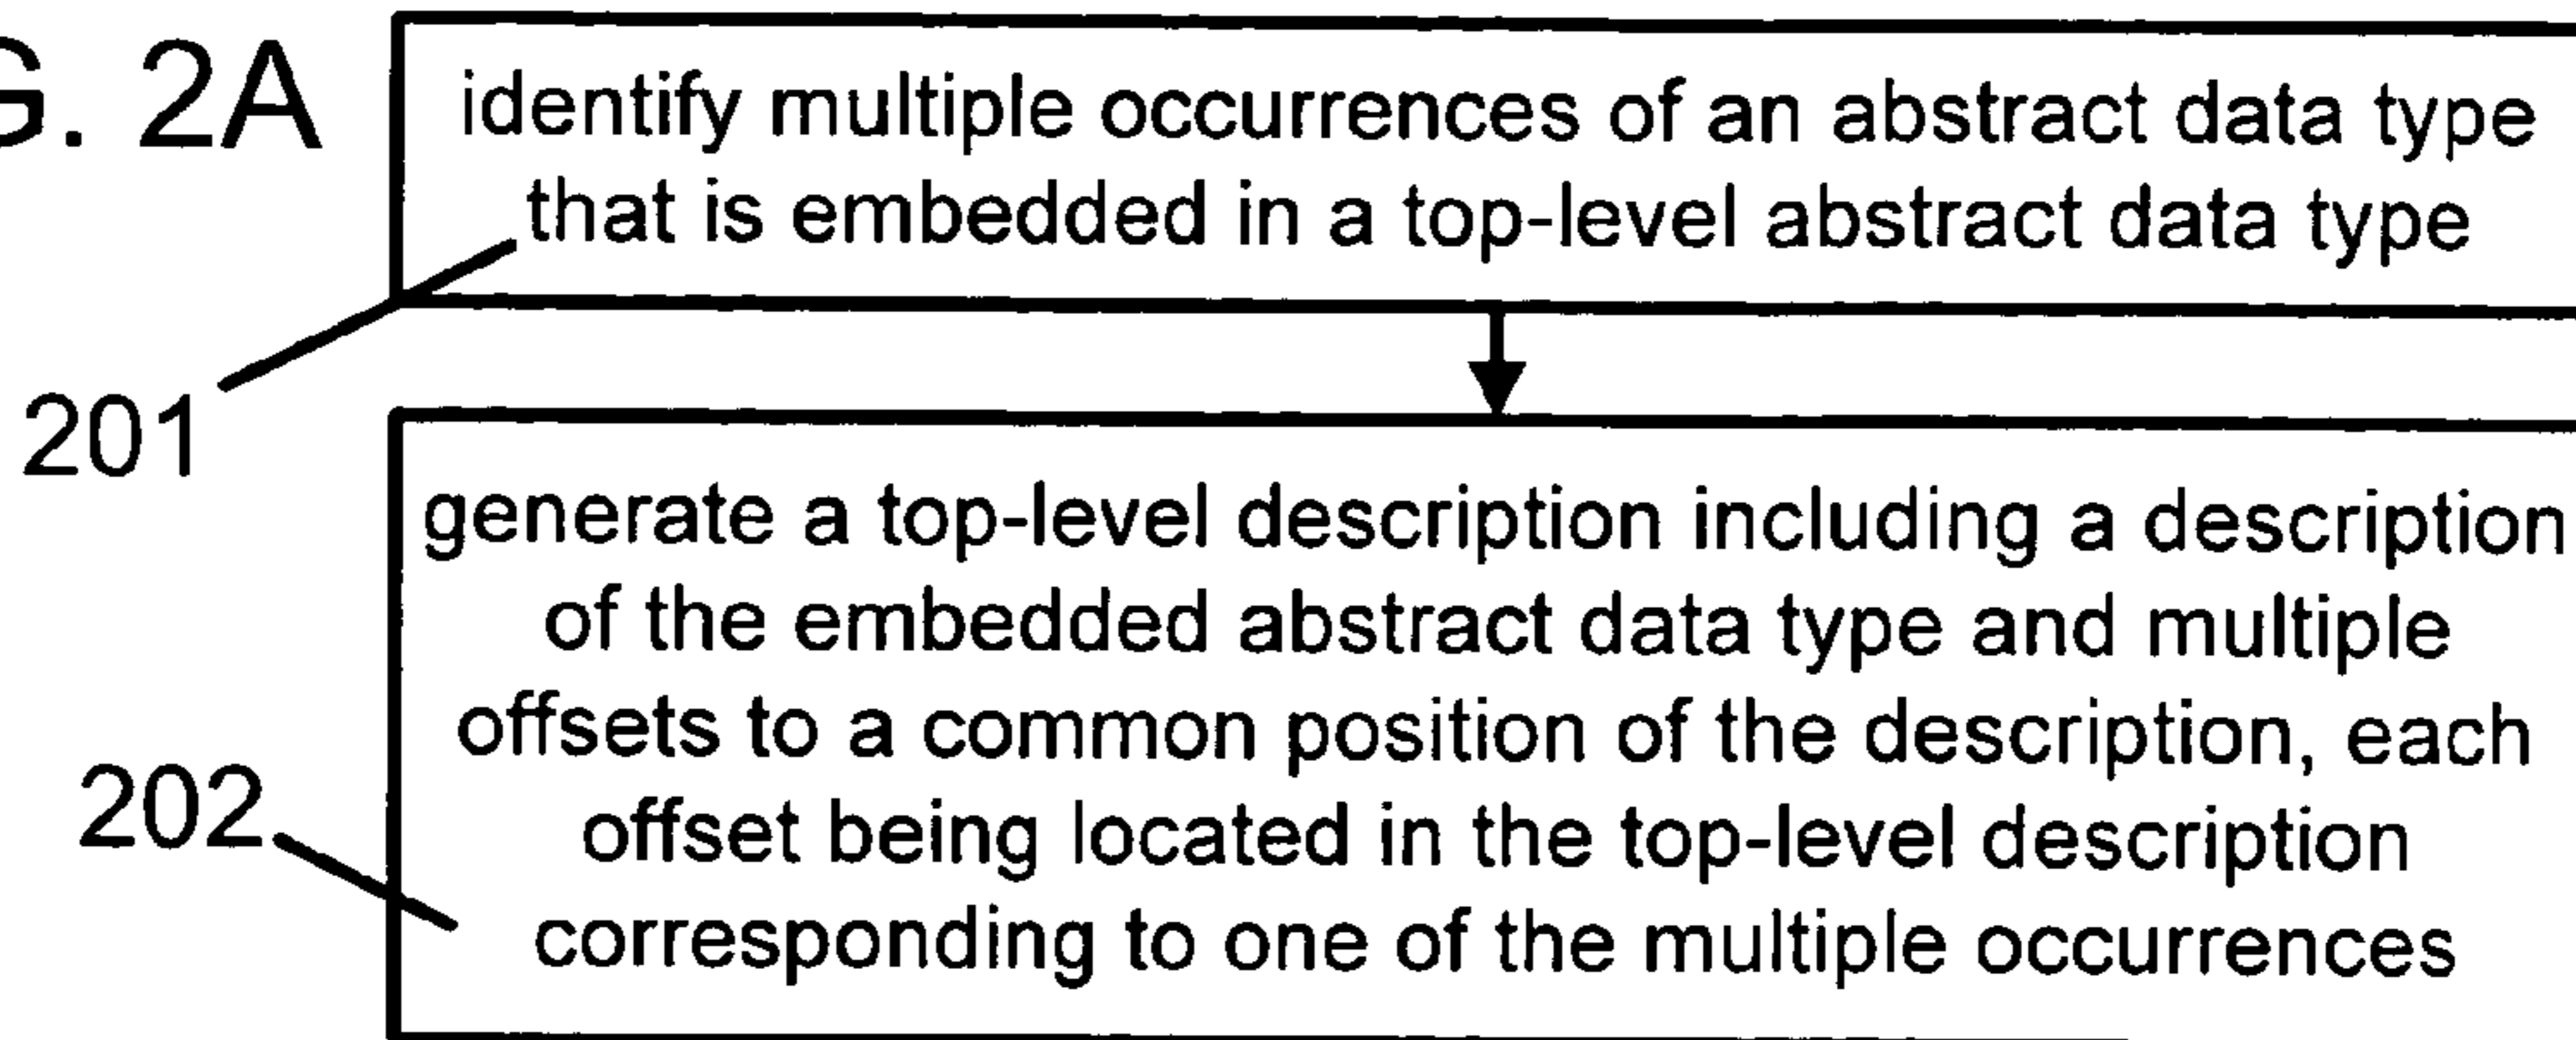 G. 2A
identify multiple occurrences of an abstract data type
that is embedded in a top-level abstract data type
201
generate a top-level description including a description
of the embedded abstract data type and multiple
offsets to a common position of the description, each
202
offset being located in the top-level description
corresponding to one of the multiple occurrences